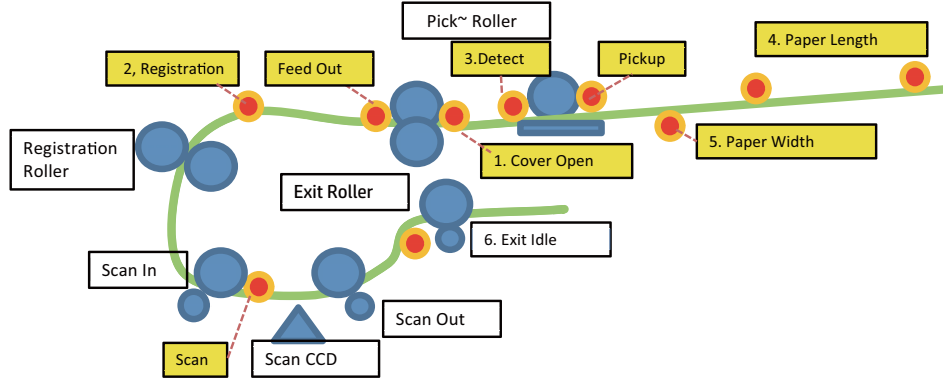 Pick~ Roller
4. Paper Length
2, Registration
Feed Out
3.Detect
Pickup
Registration
Roller
1. Cover Open
5. Paper Width
Exit Roller
6. Exit Idle
Scan In
Scan Out
Scan
Scan CCD